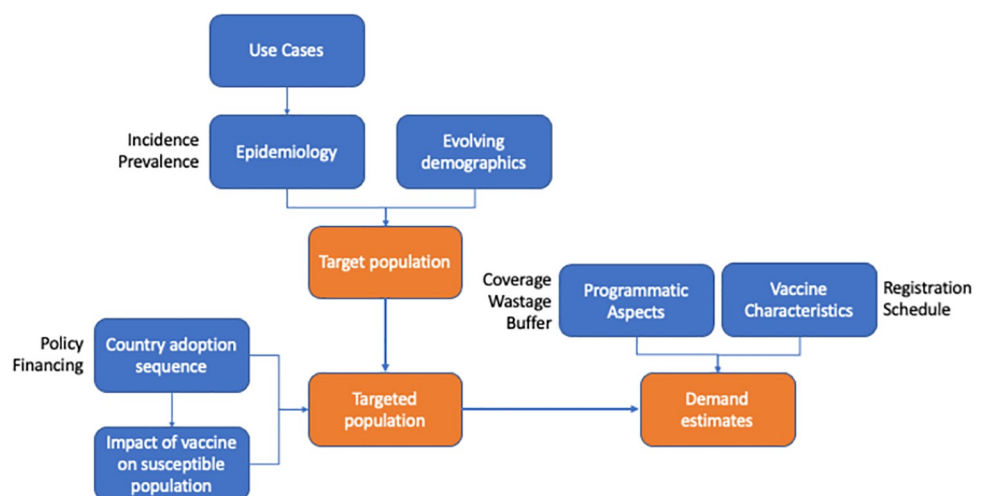 Use Cases
Incidence
Prevalence
Epidemiology
Evolving
demographics
Target population
Coverage
Wastage
Buffer
Programmatic
Aspects
Vaccine
Characteristics
Registration
Schedule
Policy
Financing
Country adoption
sequence
Targeted
population
Demand
estimates
Impact of vaccine
on susceptible
population